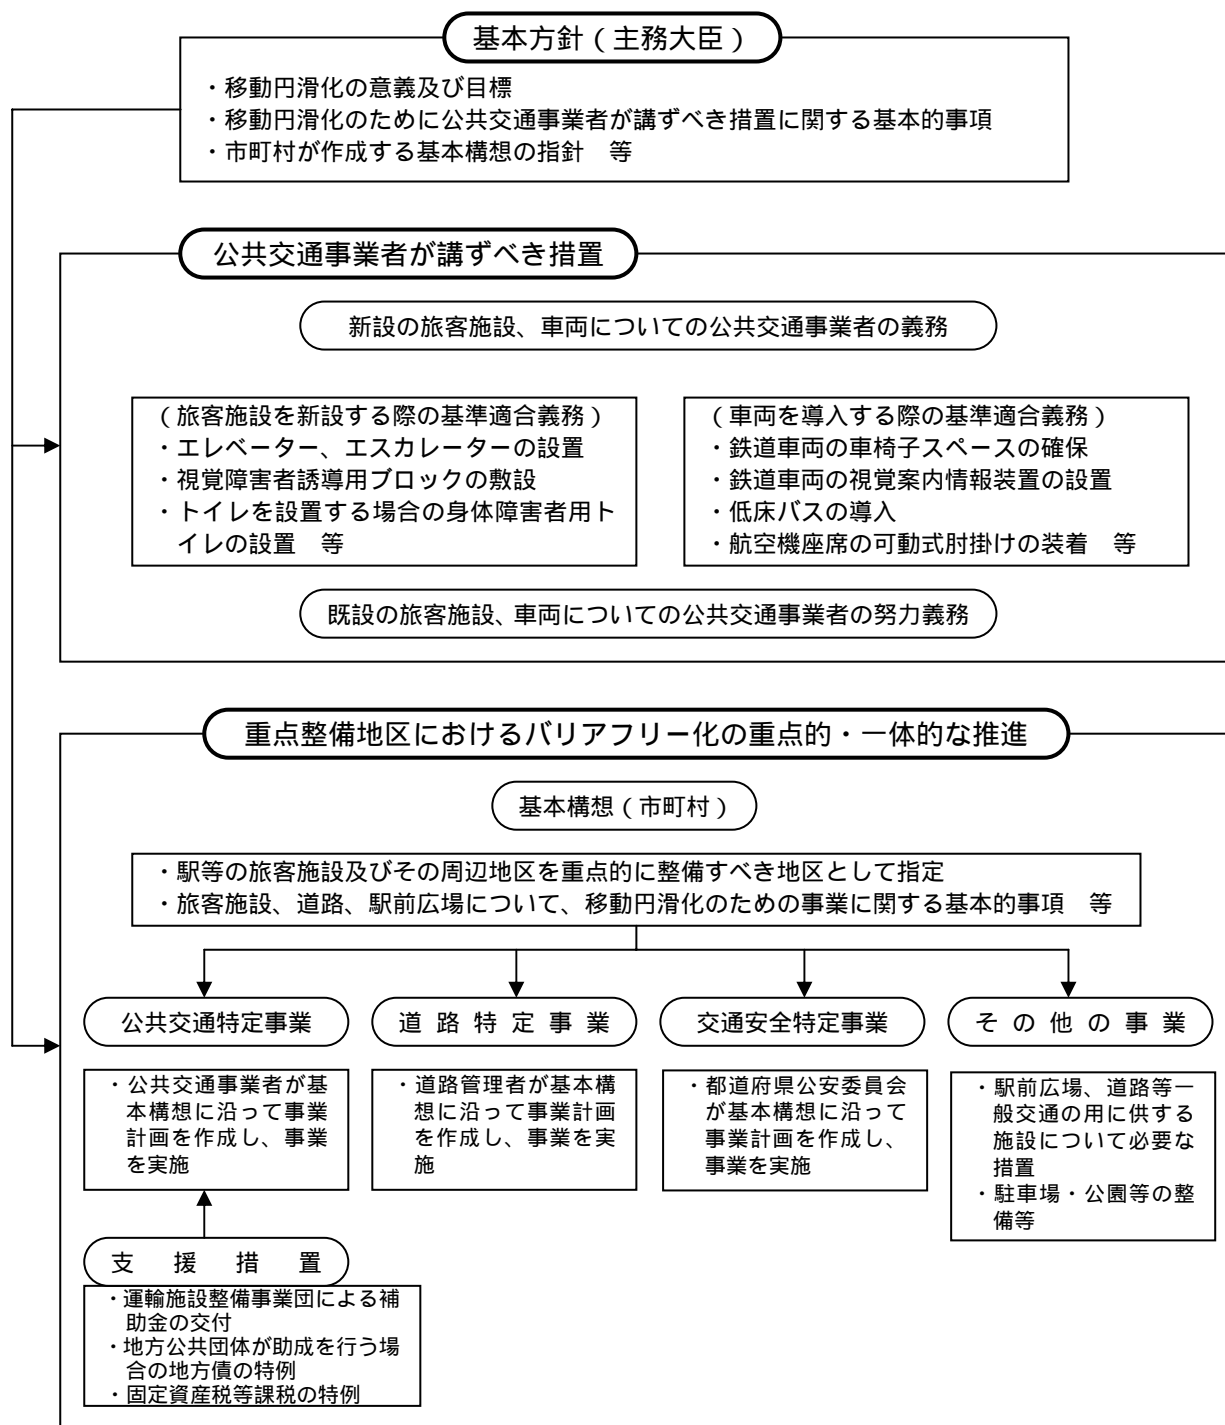 基本方針（主務大臣）
・移動円滑化の意義及び目標
・移動円滑化のために公共交通事業者が講ずべき措置に関する基本的事項
・市町村が作成する基本構想の指針　等
公共交通事業者が講ずべき措置
新設の旅客施設、車両についての公共交通事業者の義務
（旅客施設を新設する際の基準適合義務）
・エレベーター、エスカレーターの設置
・視覚障害者誘導用ブロックの敷設
・トイレを設置する場合の身体障害者用ト
イレの設置　等
（車両を導入する際の基準適合義務）
・鉄道車両の車椅子スペースの確保
・鉄道車両の視覚案内情報装置の設置
・低床バスの導入
・航空機座席の可動式肘掛けの装着　等
既設の旅客施設、車両についての公共交通事業者の努力義務
重点整備地区におけるバリアフリー化の重点的・一体的な推進
基本構想（市町村）
・駅等の旅客施設及びその周辺地区を重点的に整備すべき地区として指定
・旅客施設、道路、駅前広場について、移動円滑化のための事業に関する基本的事項　等
公共交通特定事業
・公共交通事業者が基
本構想に沿って事業
計画を作成し、事業
を実施
道路特定事業
・道路管理者が基本構
想に沿って事業計画
を作成し、事業を実
施
交通安全特定事業
・都道府県公安委員会
が基本構想に沿って
事業計画を作成し、
事業を実施
その他の事業
・駅前広場、道路等一
般交通の用に供する
施設について必要な
措置
・駐車場・公園等の整
備等
支援措置
・運輸施設整備事業団による補
助金の交付
・地方公共団体が助成を行う場
合の地方債の特例
・固定資産税等課税の特例